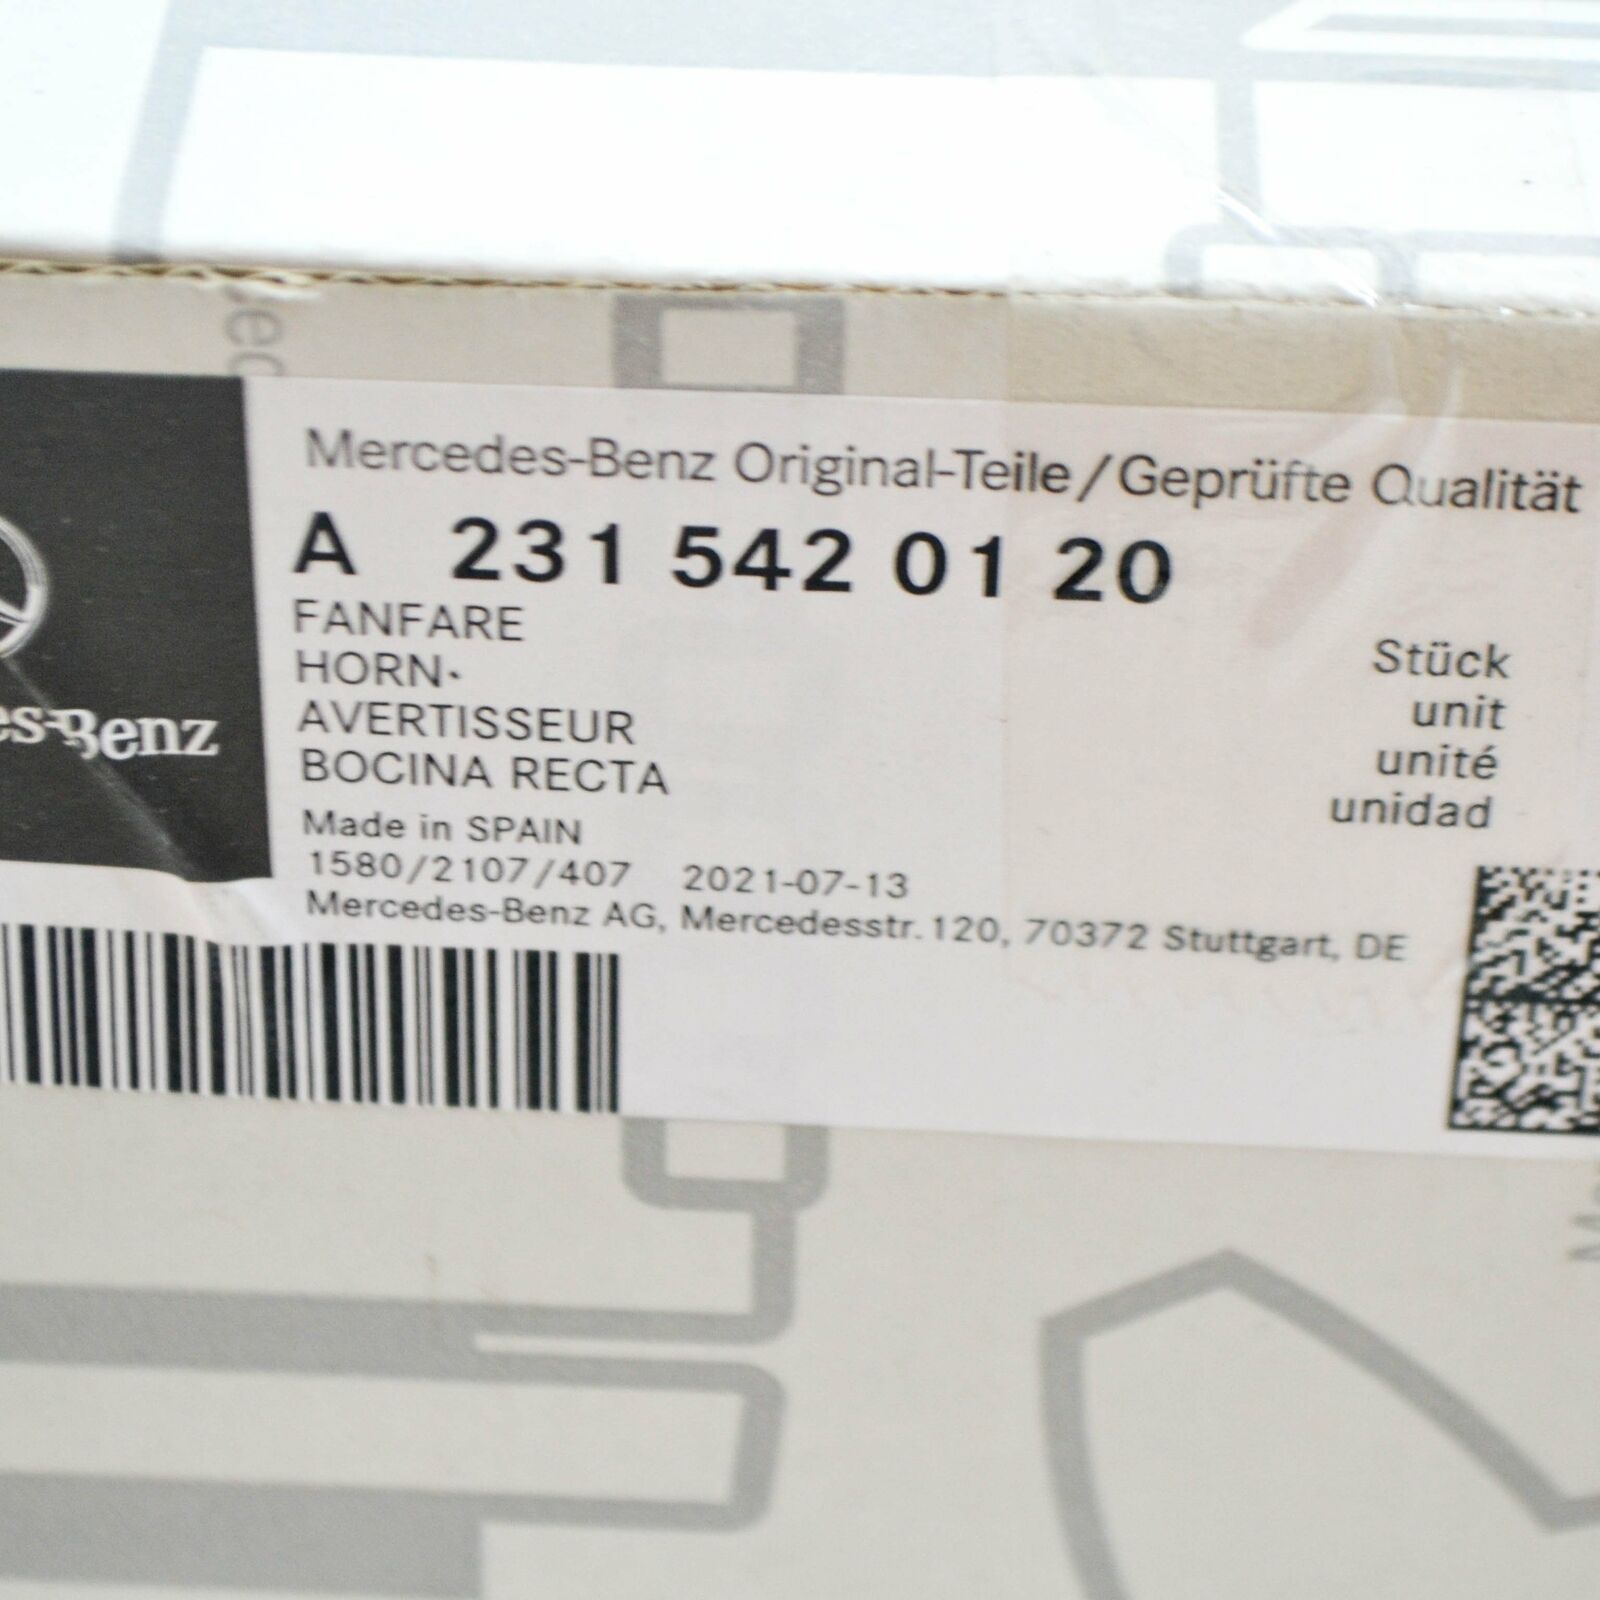 Mercedes-Benz Original-Teile/Geprüfte Qualität
A 231 542 01 20
FANFARE
HORN·
AVERTISSEUR
BOCINA RECTA
Stück
unit
unité
unidad
es-Benz
Made in SPAIN
1580/2107/407 2021-07-13
Mercedes-Benz AG, Mercedesstr. 120, 70372 Stuttgart, DE